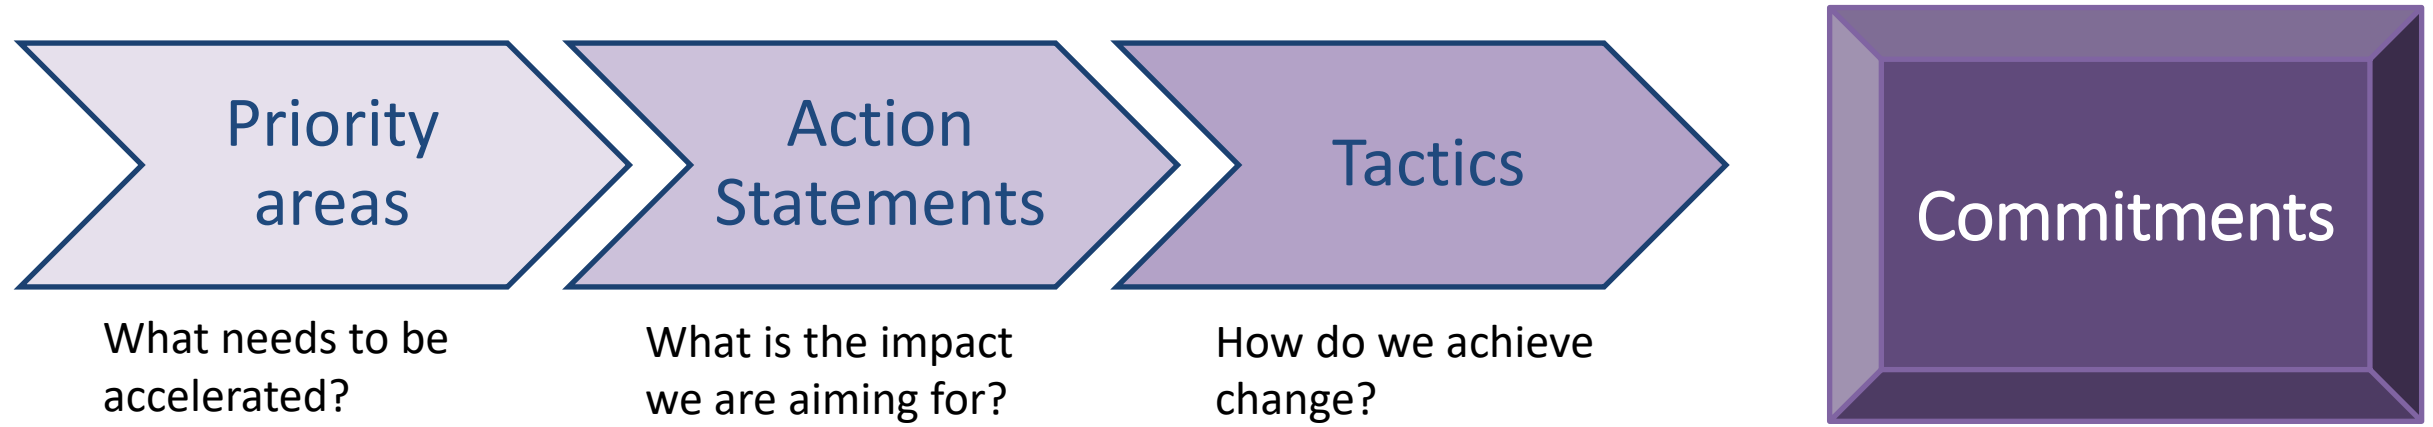 Priority
areas
Action
Statements
Tactics
Commitments
What needs to be
accelerated?
What is the impact
we are aiming for?
How do we achieve
change?